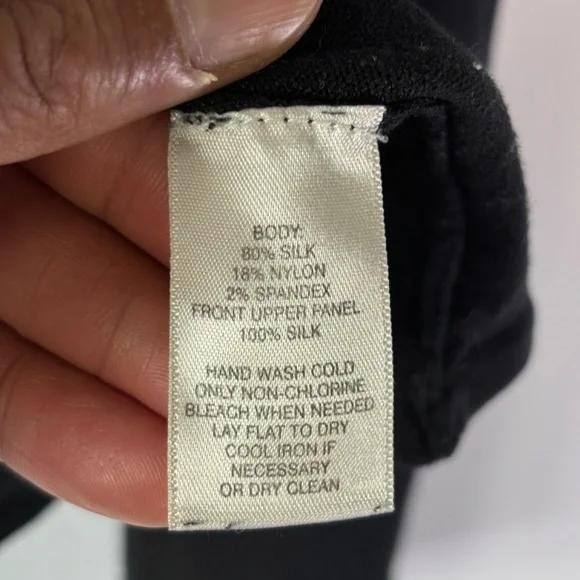 BODY:
80% SILK
18% NYLON
2% SPANDEX
FRONT UPPER PANEL
100% SILK
HAND WASH COLD
ONLY NON-CHLORINE
BLEACH WHEN NEEDED
LAY FLAT TO DRY
COOL IRON IF
NECESSARY
OR DRY CLEAN